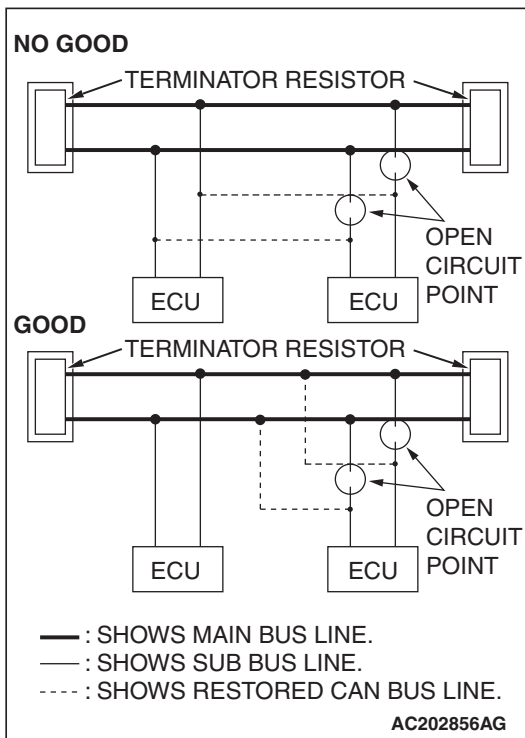 NO GOOD
TERMINATOR RESISTOR
OPEN
CIRCUIT
POINT
ECU
ECU
GOOD
TERMINATOR RESISTOR
OPEN
CIRCUIT
POINT
ECU
ECU
: SHOWS MAIN BUS LINE.
: SHOWS SUB BUS LINE.
: SHOWS RESTORED CAN BUS LINE.
AC202856AG